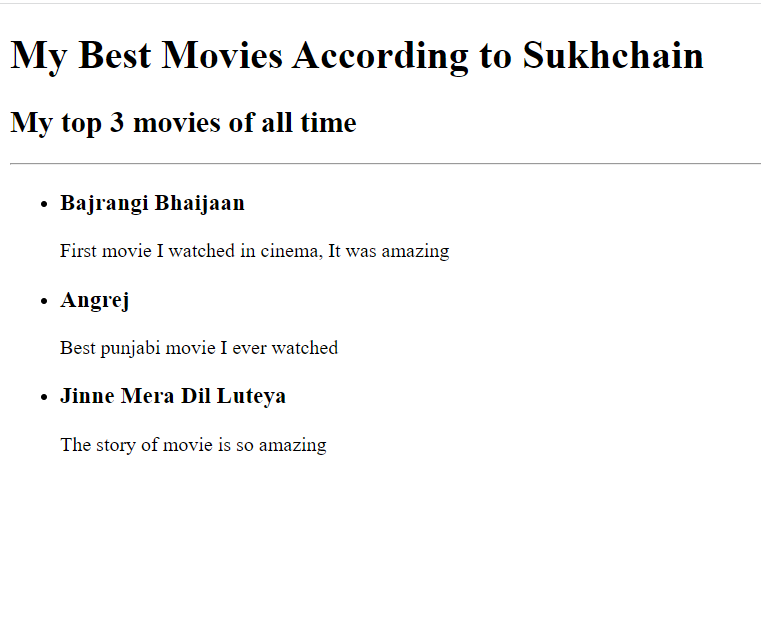 My Best Movies According to Sukhchain
My top 3 movies of all time
Bajrangi Bhaijaan
First movie I watched in cinema, It was amazing
Angrej
Best punjabi movie I ever watched
Jinne Mera Dil Luteya
The story of movie is so amazing